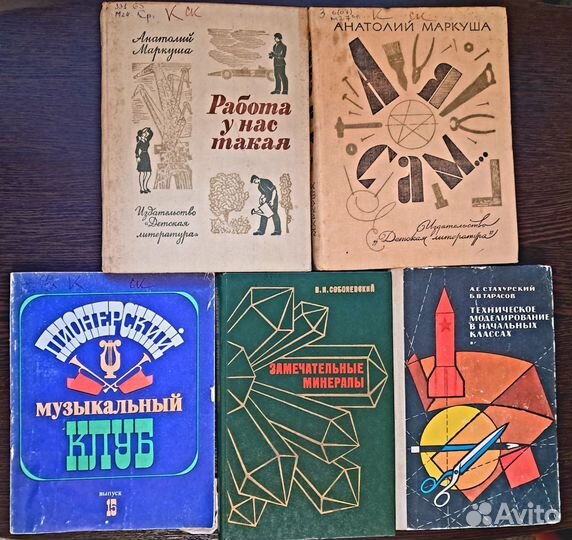 Анатолий
Маркуша
Работа
у нас
такая
Издательство
«Детская
литература»
АНАТОЛИЙ МАРКУША
А Я
САМ...
Издательство
„Детская литература"
МАРКУША
ПИОНЕРСКИЙ
МУЗЫКАЛЬНЫЙ
КЛУБ
ВЫПУСК
15
В.И. СОБОЛЕВСКИЙ
ЗАМЕЧАТЕЛЬНЫЕ
МИНЕРАЛЫ
А.Е. СТАХУРСКИЙ
Б.В. ТАРАСОВ
ТЕХНИЧЕСКОЕ
МОДЕЛИРОВАНИЕ
В НАЧАЛЬНЫХ
КЛАССАХ
Avito